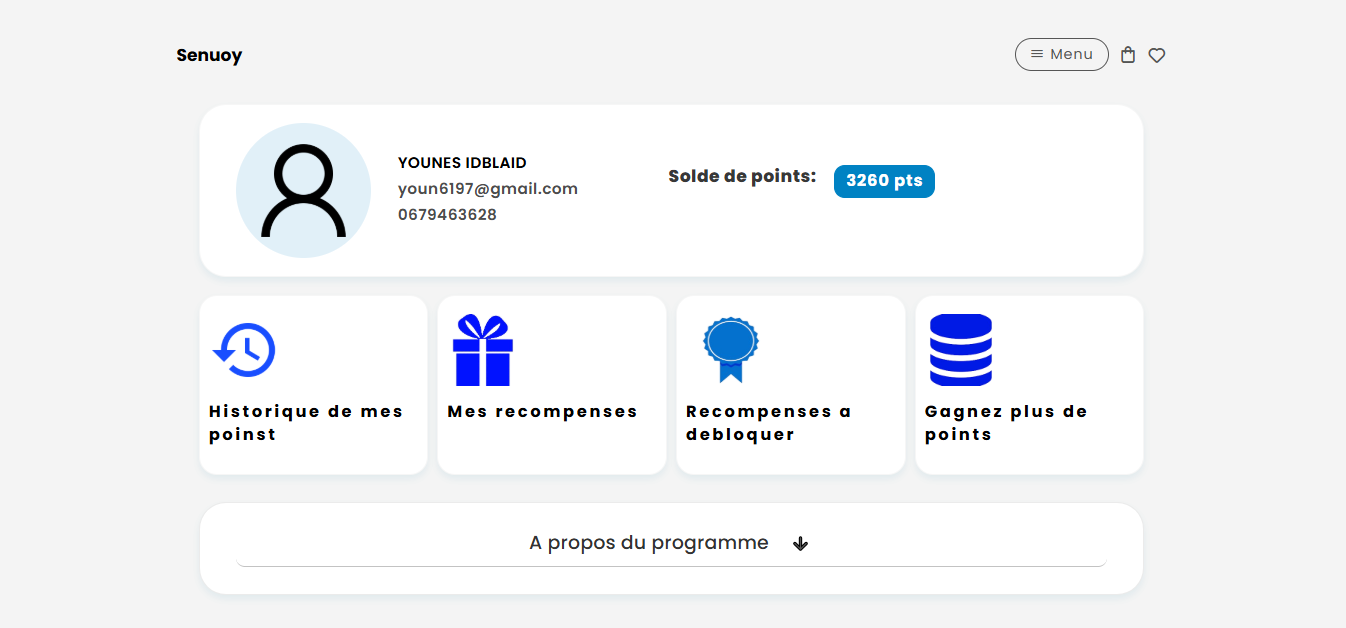 Senuoy
Menu
YOUNES IDBLAID
youn6197@gmail.com
0679463628
Solde de points:
3260 pts
Historique de mes
poinst
Mes recompenses
Recompenses a
debloquer
Gagnez plus de
points
A propos du programme